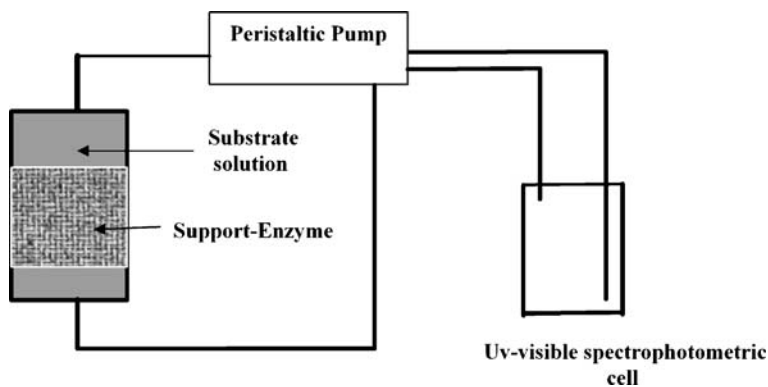 Peristaltic Pump
Substrate
solution
Support-Enzyme
Uv-visible spectrophotometric
cell